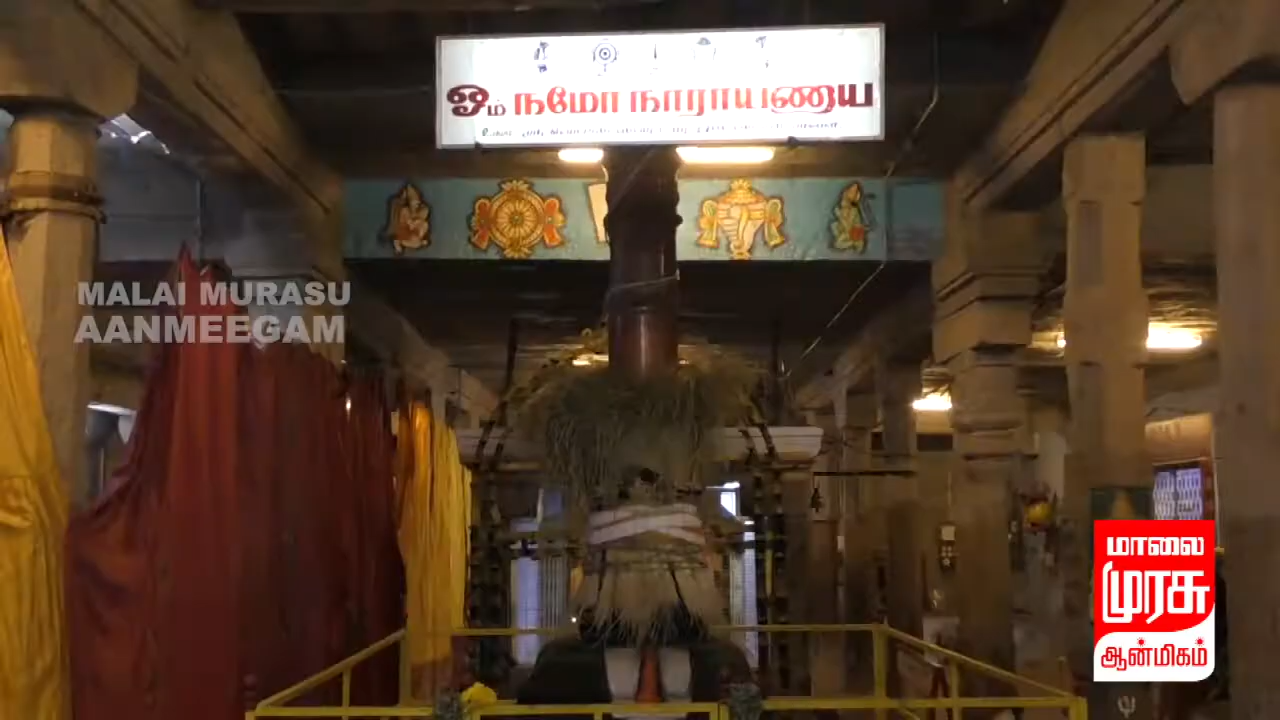 ஓம் நமோ நாராயணாய
MALAI MURASU
AANMEEGAM
மாலை
முரசு
ஆன்மிகம்